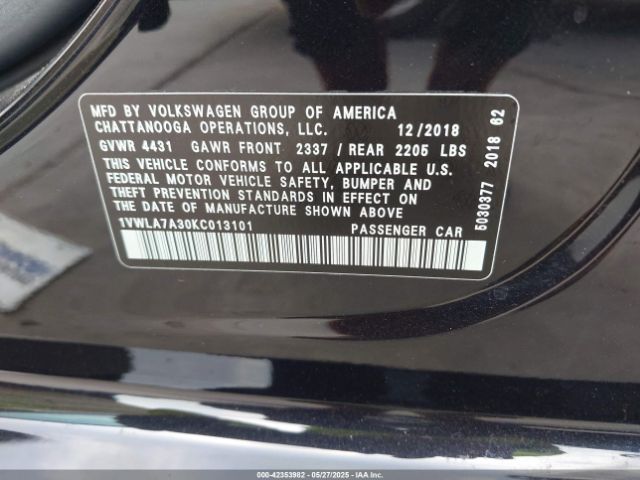 MFD BY VOLKSWAGEN GROUP OF AMERICA
CHATTANOOGA OPERATIONS, LLC. 12/2018
GVWR 4431 GAWR FRONT 2337 / REAR 2205 LBS
THIS VEHICLE CONFORMS TO ALL APPLICABLE U.S.
FEDERAL MOTOR VEHICLE SAFETY, BUMPER AND
THEFT PREVENTION STANDARDS IN EFFECT ON
THE DATE OF MANUFACTURE SHOWN ABOVE
1VWLA7A30KC013101 PASSENGER CAR
5030377 2018 62
000-42353982 | 05/27/2025 | IAAI.COM